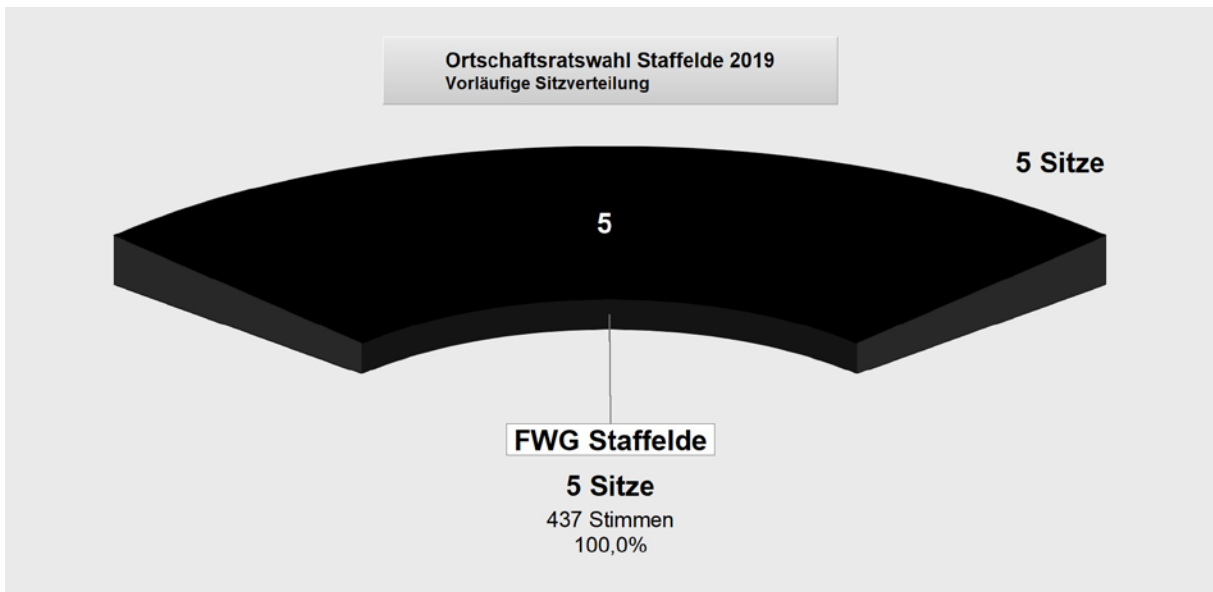 Ortschaftsratswahl Staffelde 2019
Vorläufige Sitzverteilung
5 Sitze
5
FWG Staffelde
5 Sitze
437 Stimmen
100,0%